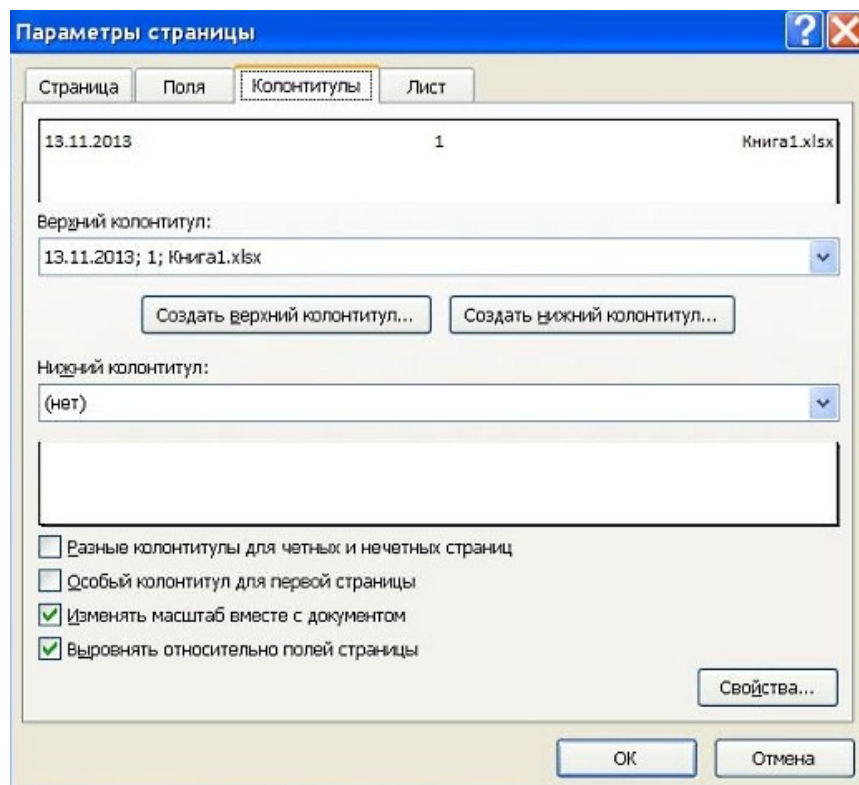 Параметры страницы
Страница Поля Колонтитулы Лист
13.11.2013 1 Книга1.xlsx
Верхний колонтитул:
13.11.2013; 1; Книга1.xlsx
Создать верхний колонтитул... Создать нижний колонтитул...
Нижний колонтитул:
(нет)
Разные колонтитулы для четных и нечетных страниц
Особый колонтитул для первой страницы
Изменять масштаб вместе с документом
Выровнять относительно полей страницы
Свойства...
ОК Отмена